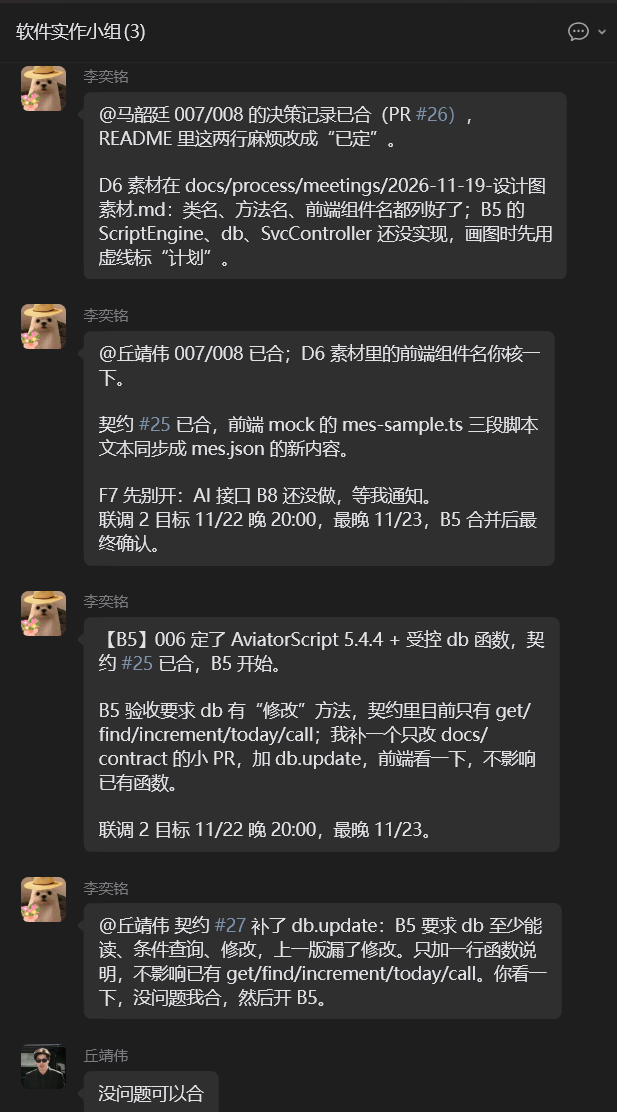 软件实作小组(3)
李奕铭
@马韶廷 007/008 的决策记录已合（PR #26），
README 里这两行麻烦改成“已定”。
D6 素材在 docs/process/meetings/2026-11-19-设计图
素材.md：类名、方法名、前端组件名都列好了；B5 的
ScriptEngine、db、SvcController 还没实现，画图时先用
虚线标“计划”。
李奕铭
@丘靖伟 007/008 已合；D6 素材里的前端组件名你核一
下。
契约 #25 已合，前端 mock 的 mes-sample.ts 三段脚本
文本同步成 mes.json 的新内容。
F7 先别开：AI 接口 B8 还没做，等我通知。
联调 2 目标 11/22 晚 20:00，最晚 11/23，B5 合并后最
终确认。
李奕铭
【B5】006 定了 AviatorScript 5.4.4 + 受控 db 函数，契
约 #25 已合，B5 开始。
B5 验收要求 db 有“修改”方法，契约里目前只有 get/
find/increment/today/call；我补一个只改 docs/
contract 的小 PR，加 db.update，前端看一下，不影响
已有函数。
联调 2 目标 11/22 晚 20:00，最晚 11/23。
李奕铭
@丘靖伟 契约 #27 补了 db.update：B5 要求 db 至少能
读、条件查询、修改，上一版漏了修改。只加一行函数说
明，不影响已有 get/find/increment/today/call。你看一
下，没问题我合，然后开 B5。
丘靖伟
没问题可以合